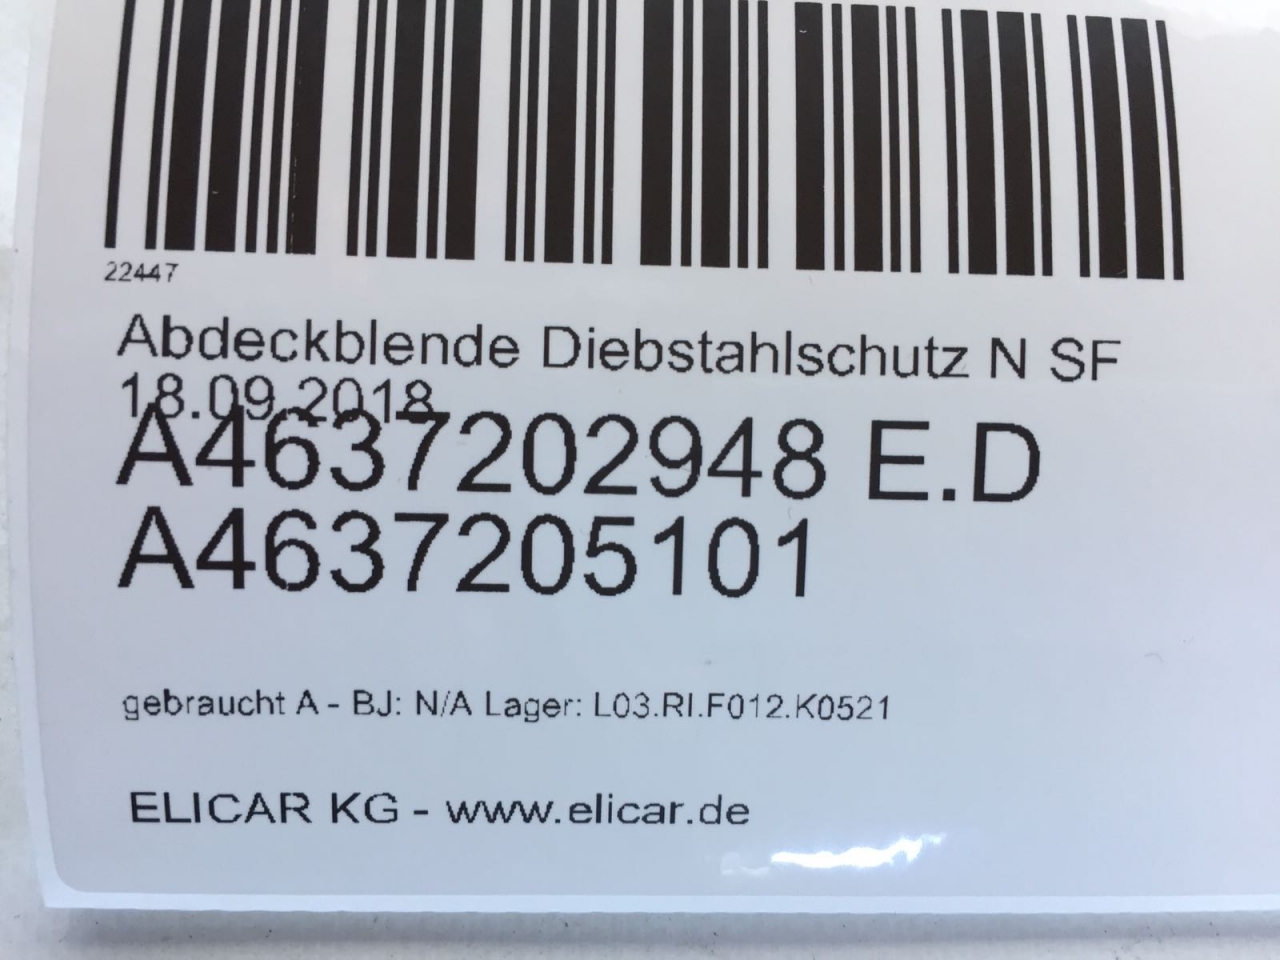 22447
Abdeckblende Diebstahlschutz N SF
18.09.2018
A4637202948 E.D
A4637205101
gebraucht A - BJ: N/A Lager: L03.RI.F012.K0521
ELICAR KG - www.elicar.de